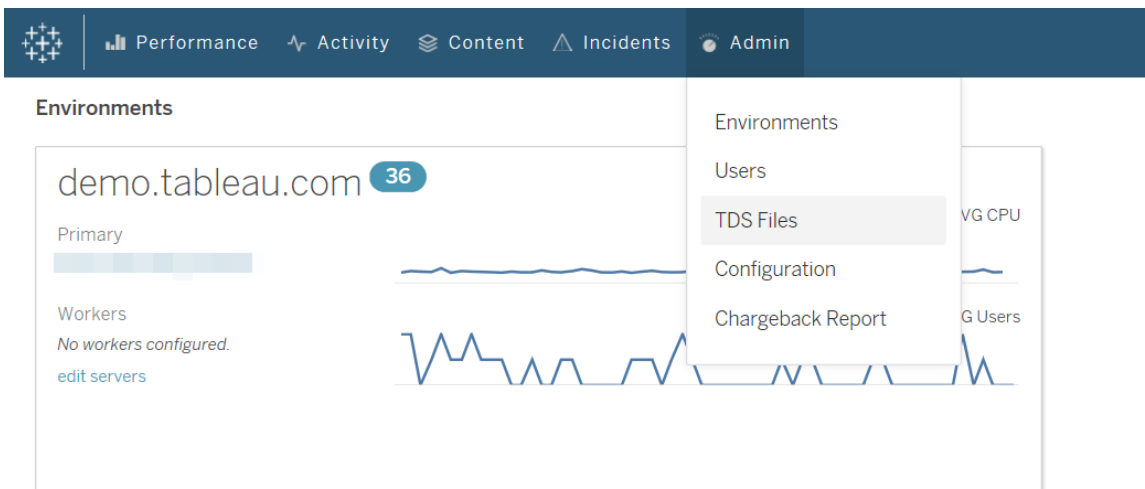 Performance Activity Content Incidents Admin
Environments
demo.tableau.com 36
Primary
Workers
No workers configured.
edit servers
Environments
Users
TDS Files
Configuration
Chargeback Report
VG CPU
G Users